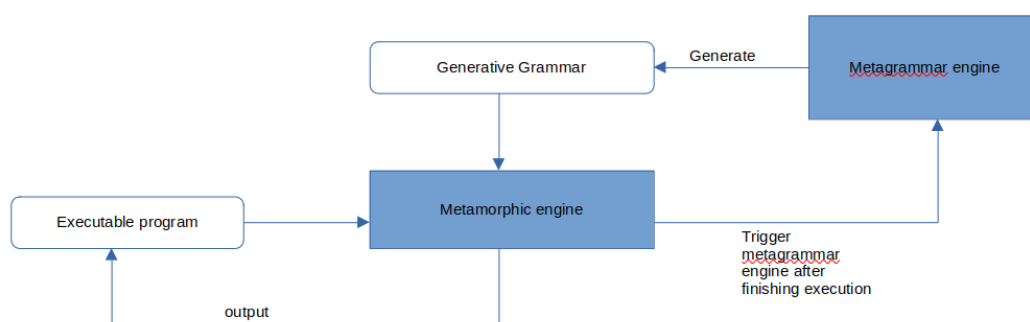 Generate
Generative Grammar
Metagrammar engine
Metamorphic engine
Executable program
Trigger
metagrammar
engine after
finishing execution
output